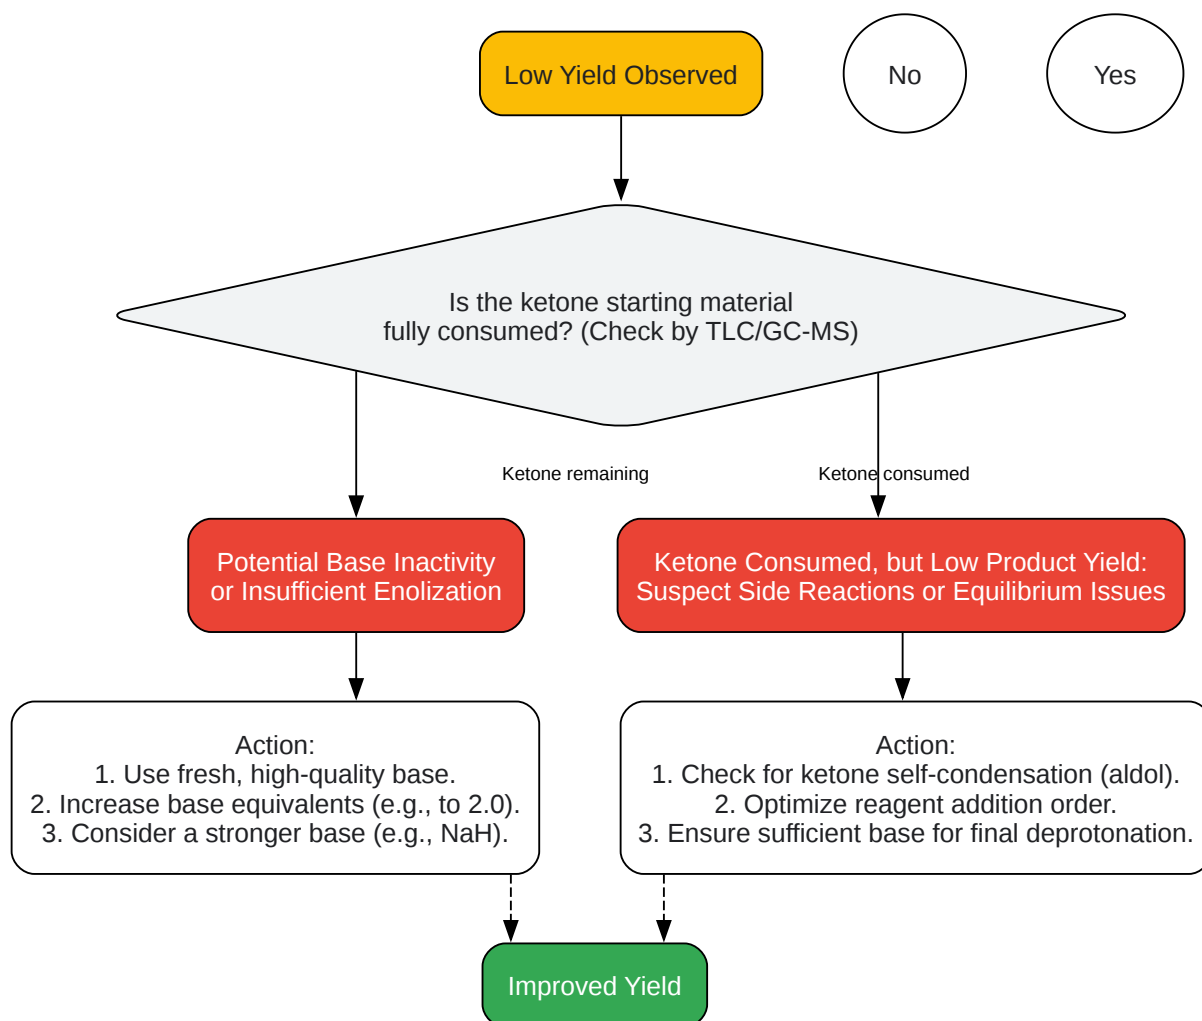 Low Yield Observed
No
Yes
Is the ketone starting material
fully consumed? (Check by TLC/GC-MS)
Ketone remaining
Ketone consumed
Potential Base Inactivity
or Insufficient Enolization
Ketone Consumed, but Low Product Yield:
Suspect Side Reactions or Equilibrium Issues
Action:
1. Use fresh, high-quality base.
2. Increase base equivalents (e.g., to 2.0).
3. Consider a stronger base (e.g., NaH).
Action:
1. Check for ketone self-condensation (aldol).
2. Optimize reagent addition order.
3. Ensure sufficient base for final deprotonation.
Improved Yield